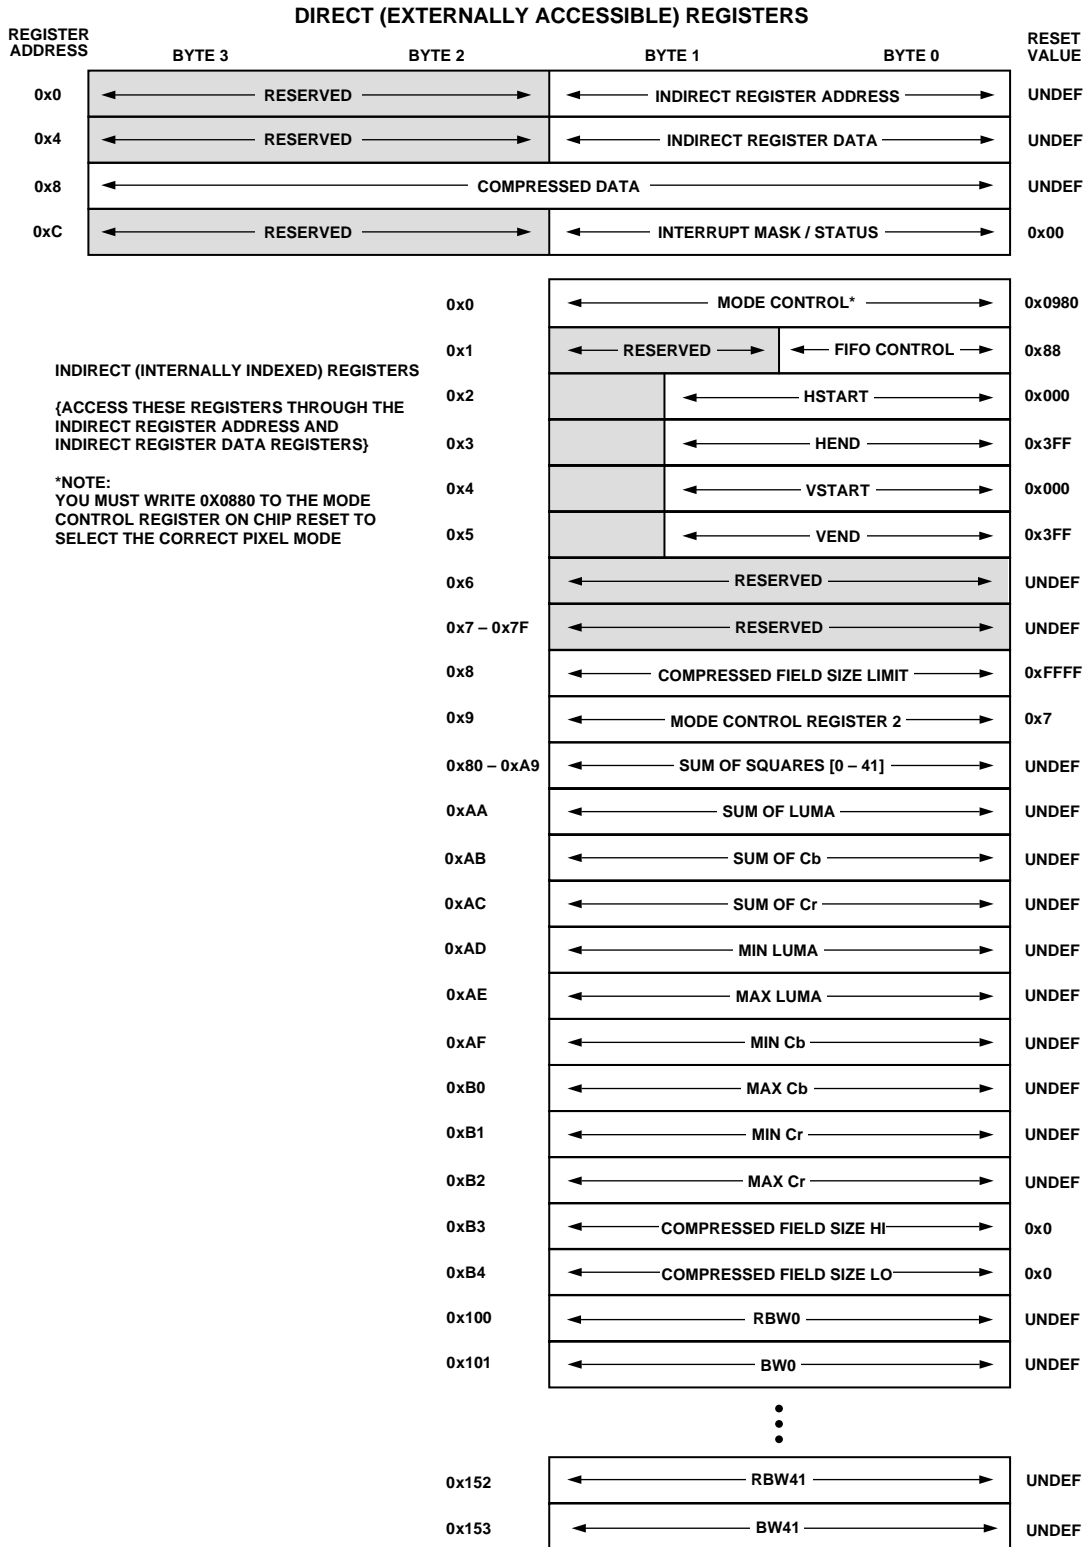 DIRECT (EXTERNALLY ACCESSIBLE) REGISTERS
REGISTER ADDRESS BYTE 3 BYTE 2 BYTE 1 BYTE 0 RESET VALUE
0x0 RESERVED INDIRECT REGISTER ADDRESS UNDEF
0x4 RESERVED INDIRECT REGISTER DATA UNDEF
0x8 COMPRESSED DATA UNDEF
0xC RESERVED INTERRUPT MASK / STATUS 0x00
INDIRECT (INTERNALLY INDEXED) REGISTERS
{ACCESS THESE REGISTERS THROUGH THE
INDIRECT REGISTER ADDRESS AND
INDIRECT REGISTER DATA REGISTERS}
*NOTE:
YOU MUST WRITE 0X0880 TO THE MODE
CONTROL REGISTER ON CHIP RESET TO
SELECT THE CORRECT PIXEL MODE
0x0 MODE CONTROL* 0x0980
0x1 RESERVED FIFO CONTROL 0x88
0x2 HSTART 0x000
0x3 HEND 0x3FF
0x4 VSTART 0x000
0x5 VEND 0x3FF
0x6 RESERVED UNDEF
0x7 – 0x7F RESERVED UNDEF
0x8 COMPRESSED FIELD SIZE LIMIT 0xFFFF
0x9 MODE CONTROL REGISTER 2 0x7
0x80 – 0xA9 SUM OF SQUARES [0 – 41] UNDEF
0xAA SUM OF LUMA UNDEF
0xAB SUM OF Cb UNDEF
0xAC SUM OF Cr UNDEF
0xAD MIN LUMA UNDEF
0xAE MAX LUMA UNDEF
0xAF MIN Cb UNDEF
0xB0 MAX Cb UNDEF
0xB1 MIN Cr UNDEF
0xB2 MAX Cr UNDEF
0xB3 COMPRESSED FIELD SIZE HI 0x0
0xB4 COMPRESSED FIELD SIZE LO 0x0
0x100 RBW0 UNDEF
0x101 BW0 UNDEF
0x152 RBW41 UNDEF
0x153 BW41 UNDEF